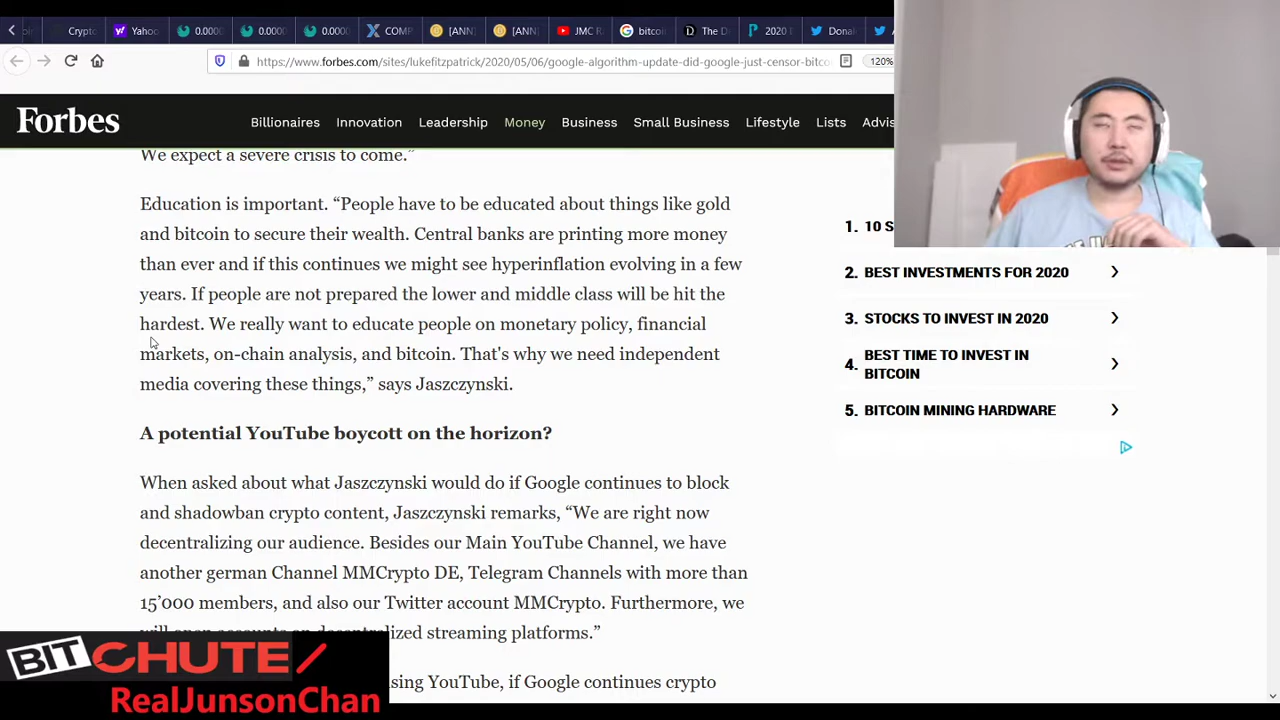 Crypto
Yahoo
0.0000
0.0000
0.0000
COMP
[ANN]
[ANN]
JMC R
bitcoi
The D
2020
Donal
https://www.forbes.com/sites/lukefitzpatrick/2020/05/06/google-algorithm-update-did-google-just-censor-bitco
120%
Forbes
Billionaires Innovation Leadership Money Business Small Business Lifestyle Lists Advis
We expect a severe crisis to come.”
Education is important. “People have to be educated about things like gold
and bitcoin to secure their wealth. Central banks are printing more money
than ever and if this continues we might see hyperinflation evolving in a few
years. If people are not prepared the lower and middle class will be hit the
hardest. We really want to educate people on monetary policy, financial
markets, on-chain analysis, and bitcoin. That's why we need independent
media covering these things,” says Jaszczynski.
A potential YouTube boycott on the horizon?
When asked about what Jaszczynski would do if Google continues to block
and shadowban crypto content, Jaszczynski remarks, “We are right now
decentralizing our audience. Besides our Main YouTube Channel, we have
another german Channel MMCrypto DE, Telegram Channels with more than
15’000 members, and also our Twitter account MMCrypto. Furthermore, we
will open accounts on decentralized streaming platforms.”
sing YouTube, if Google continues crypto
1. 10 S
2. BEST INVESTMENTS FOR 2020
3. STOCKS TO INVEST IN 2020
4. BEST TIME TO INVEST IN
BITCOIN
5. BITCOIN MINING HARDWARE
BITCHUTE
RealJunsonChan